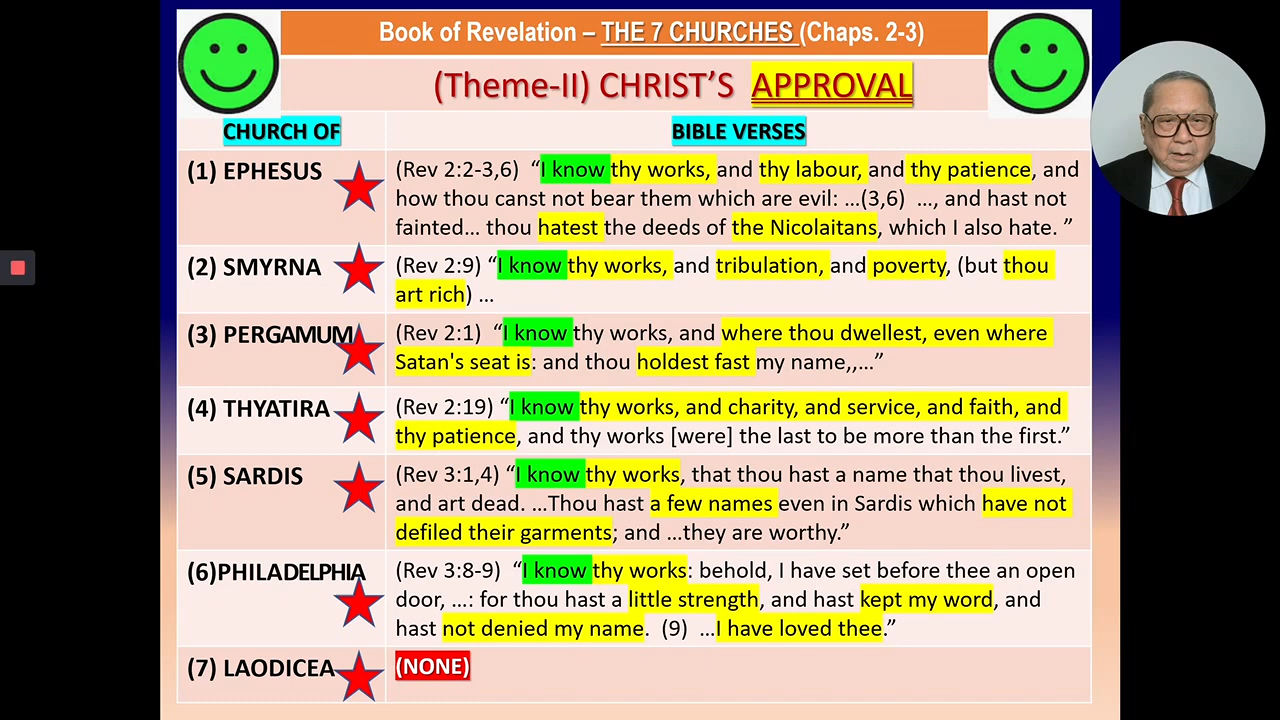 Book of Revelation – THE 7 CHURCHES (Chaps. 2-3)
(Theme-II) CHRIST’S APPROVAL
CHURCH OF
BIBLE VERSES
(1) EPHESUS
(Rev 2:2-3,6) “I know thy works, and thy labour, and thy patience, and
how thou canst not bear them which are evil: …(3,6) …, and hast not
fainted… thou hatest the deeds of the Nicolaitans, which I also hate. ”
(2) SMYRNA
(Rev 2:9) “I know thy works, and tribulation, and poverty, (but thou
art rich) …
(3) PERGAMUM
(Rev 2:1) “I know thy works, and where thou dwellest, even where
Satan's seat is: and thou holdest fast my name,,…”
(4) THYATIRA
(Rev 2:19) “I know thy works, and charity, and service, and faith, and
thy patience, and thy works [were] the last to be more than the first.”
(5) SARDIS
(Rev 3:1,4) “I know thy works, that thou hast a name that thou livest,
and art dead. …Thou hast a few names even in Sardis which have not
defiled their garments; and …they are worthy.”
(6)PHILADELPHIA
(Rev 3:8-9) “I know thy works: behold, I have set before thee an open
door, …: for thou hast a little strength, and hast kept my word, and
hast not denied my name. (9) …I have loved thee.”
(7) LAODICEA
(NONE)